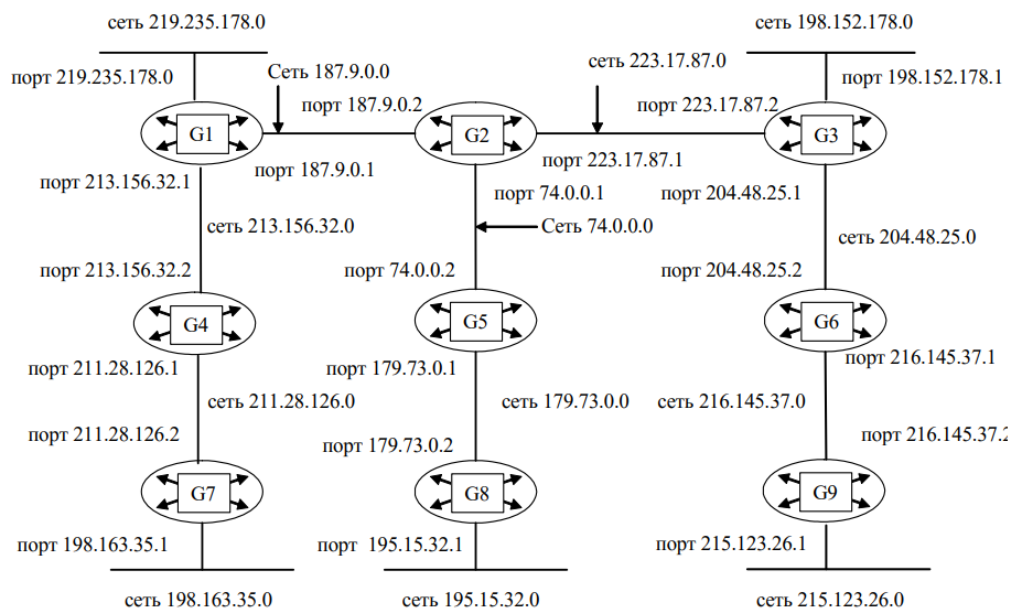 сеть 219.235.178.0
сеть 198.152.178.0
порт 219.235.178.0
Сеть 187.9.0.0
сеть 223.17.87.0
порт 198.152.178.1
порт 187.9.0.2
порт 223.17.87.2
G1
G2
G3
порт 213.156.32.1
порт 187.9.0.1
порт 223.17.87.1
порт 74.0.0.1
порт 204.48.25.1
сеть 213.156.32.0
Сеть 74.0.0.0
сеть 204.48.25.0
порт 213.156.32.2
порт 74.0.0.2
порт 204.48.25.2
G4
G5
G6
порт 211.28.126.1
порт 179.73.0.1
порт 216.145.37.1
сеть 211.28.126.0
сеть 179.73.0.0
сеть 216.145.37.0
порт 211.28.126.2
порт 179.73.0.2
порт 216.145.37.2
G7
G8
G9
порт 198.163.35.1
порт 195.15.32.1
порт 215.123.26.1
сеть 198.163.35.0
сеть 195.15.32.0
сеть 215.123.26.0